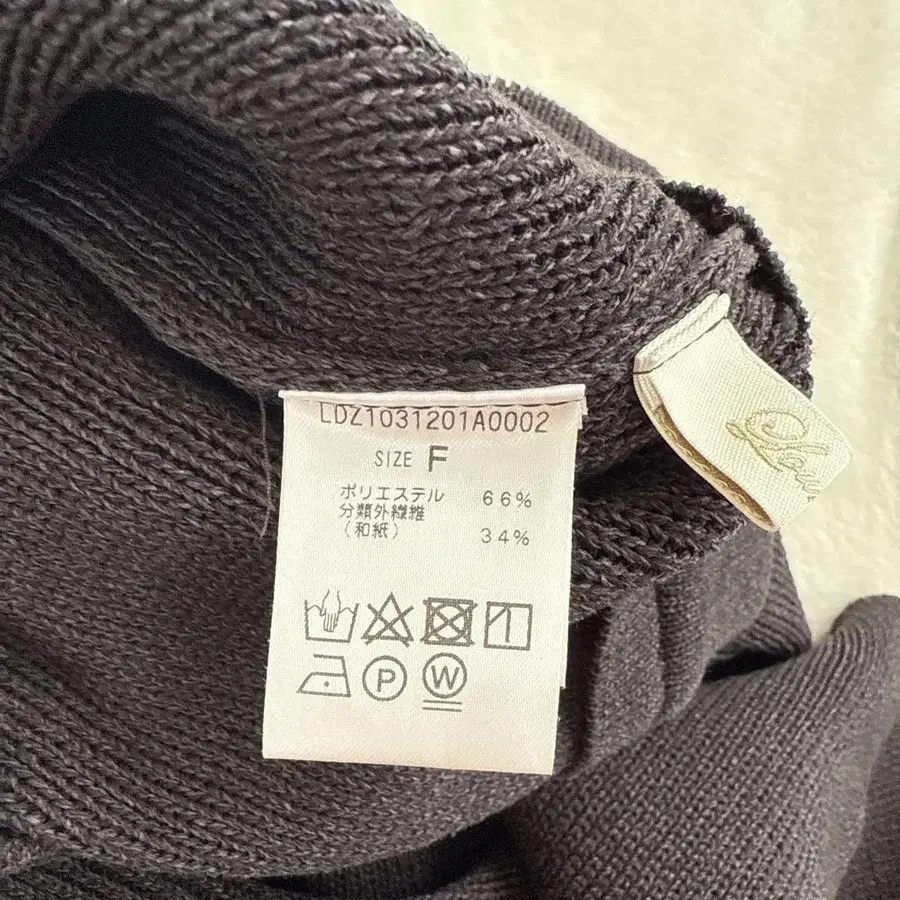 LDZ1031201A0002
SIZE F
ポリエステル 66%
分類外繊維
(和紙) 34%
P W